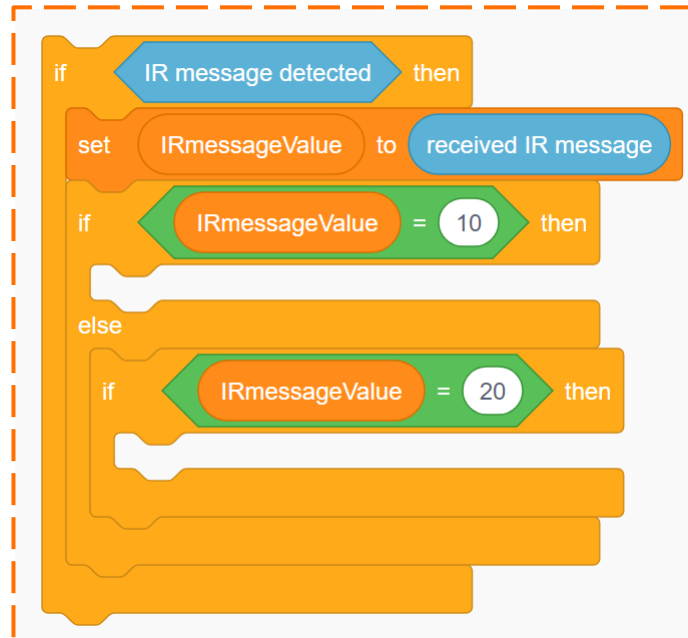 if IR message detected then
set IRmessageValue to received IR message
if IRmessageValue = 10 then
else
if IRmessageValue = 20 then